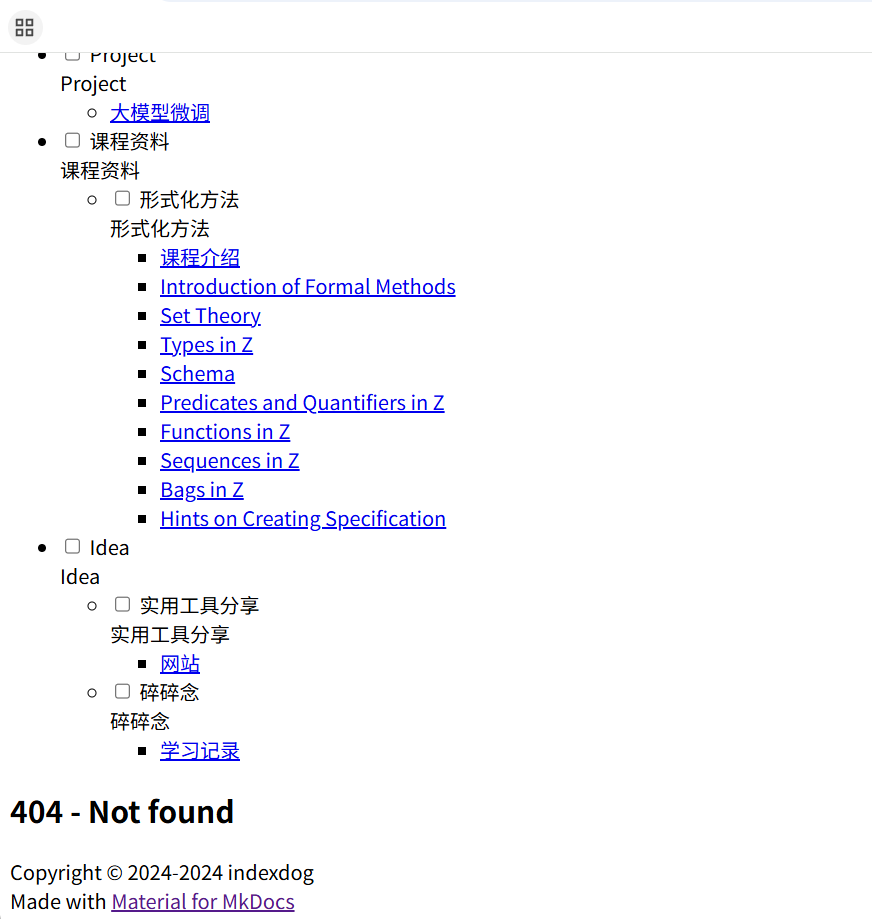 Project
Project
大模型微调
课程资料
课程资料
形式化方法
形式化方法
课程介绍
Introduction of Formal Methods
Set Theory
Types in Z
Schema
Predicates and Quantifiers in Z
Functions in Z
Sequences in Z
Bags in Z
Hints on Creating Specification
Idea
Idea
实用工具分享
实用工具分享
网站
碎碎念
碎碎念
学习记录
404 - Not found
Copyright © 2024-2024 indexdog
Made with Material for MkDocs